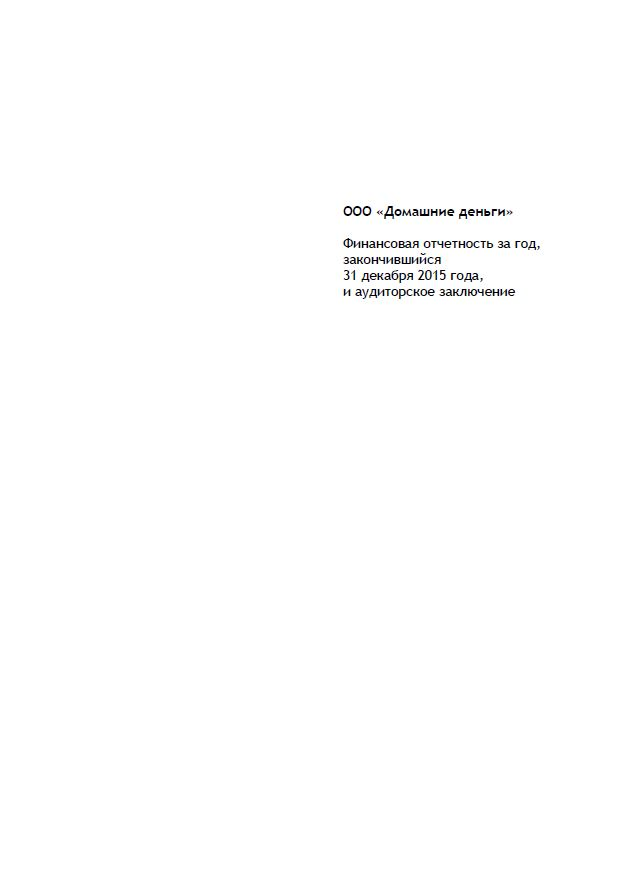 ООО «Домашние деньги»
Финансовая отчетность за год,
закончившийся
31 декабря 2015 года,
и аудиторское заключение